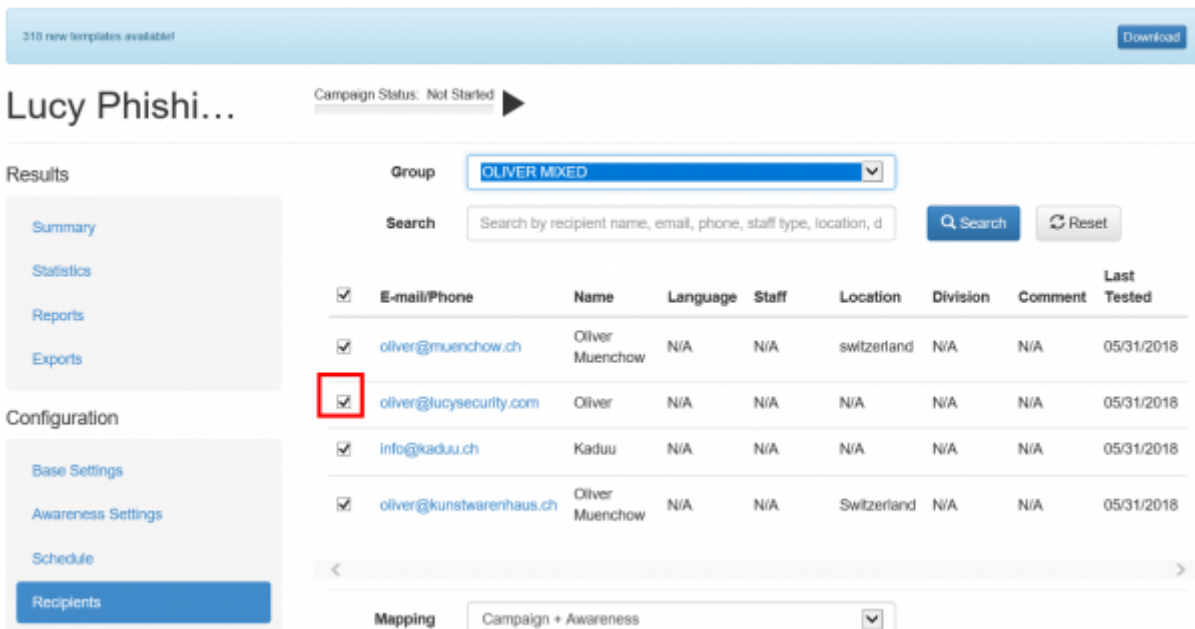 318 new templates available!
Download
Lucy Phishi...
Campaign Status: Not Started
Results
Summary
Statistics
Reports
Exports
Configuration
Base Settings
Awareness Settings
Schedule
Recipients
Group OLIVER MIXED
Search Search by recipient name, email, phone, staff type, location, d Search Reset
E-mail/Phone Name Language Staff Location Division Comment Last Tested
oliver@muenchow.ch Oliver Muenchow N/A N/A switzerland N/A N/A 05/31/2018
oliver@lucysecurity.com Oliver N/A N/A N/A N/A N/A 05/31/2018
info@kaduu.ch Kaduu N/A N/A N/A N/A N/A 05/31/2018
oliver@kunstwarenhaus.ch Oliver Muenchow N/A N/A Switzerland N/A N/A 05/31/2018
Mapping Campaign + Awareness